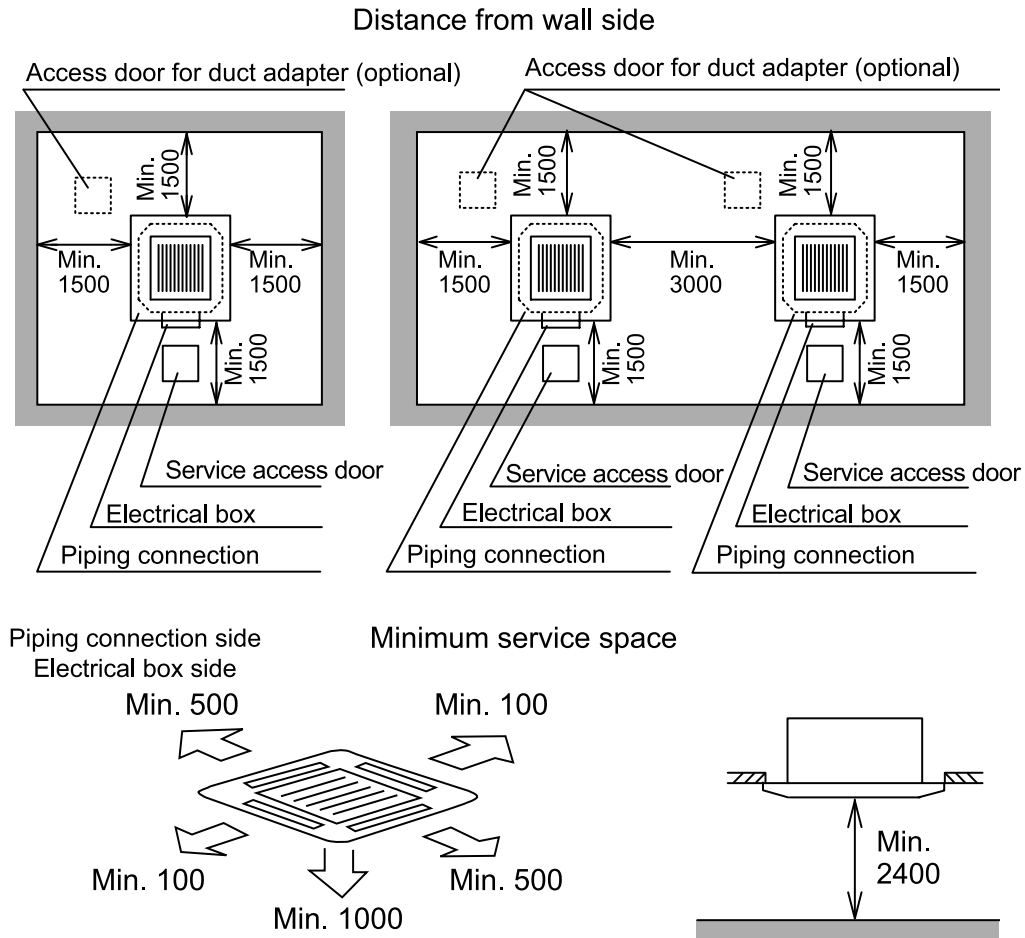 Distance from wall side
Access door for duct adapter (optional)
Access door for duct adapter (optional)
Min.
1500
Min.
1500
Min.
1500
Min.
1500
Service access door
Electrical box
Piping connection
Min.
1500
Min.
1500
Min.
1500
Min.
3000
Min.
1500
Min.
1500
Min.
1500
Service access door
Electrical box
Piping connection
Service access door
Electrical box
Piping connection
Piping connection side
Electrical box side
Minimum service space
Min. 500
Min. 100
Min. 100
Min. 500
Min. 1000
Min.
2400